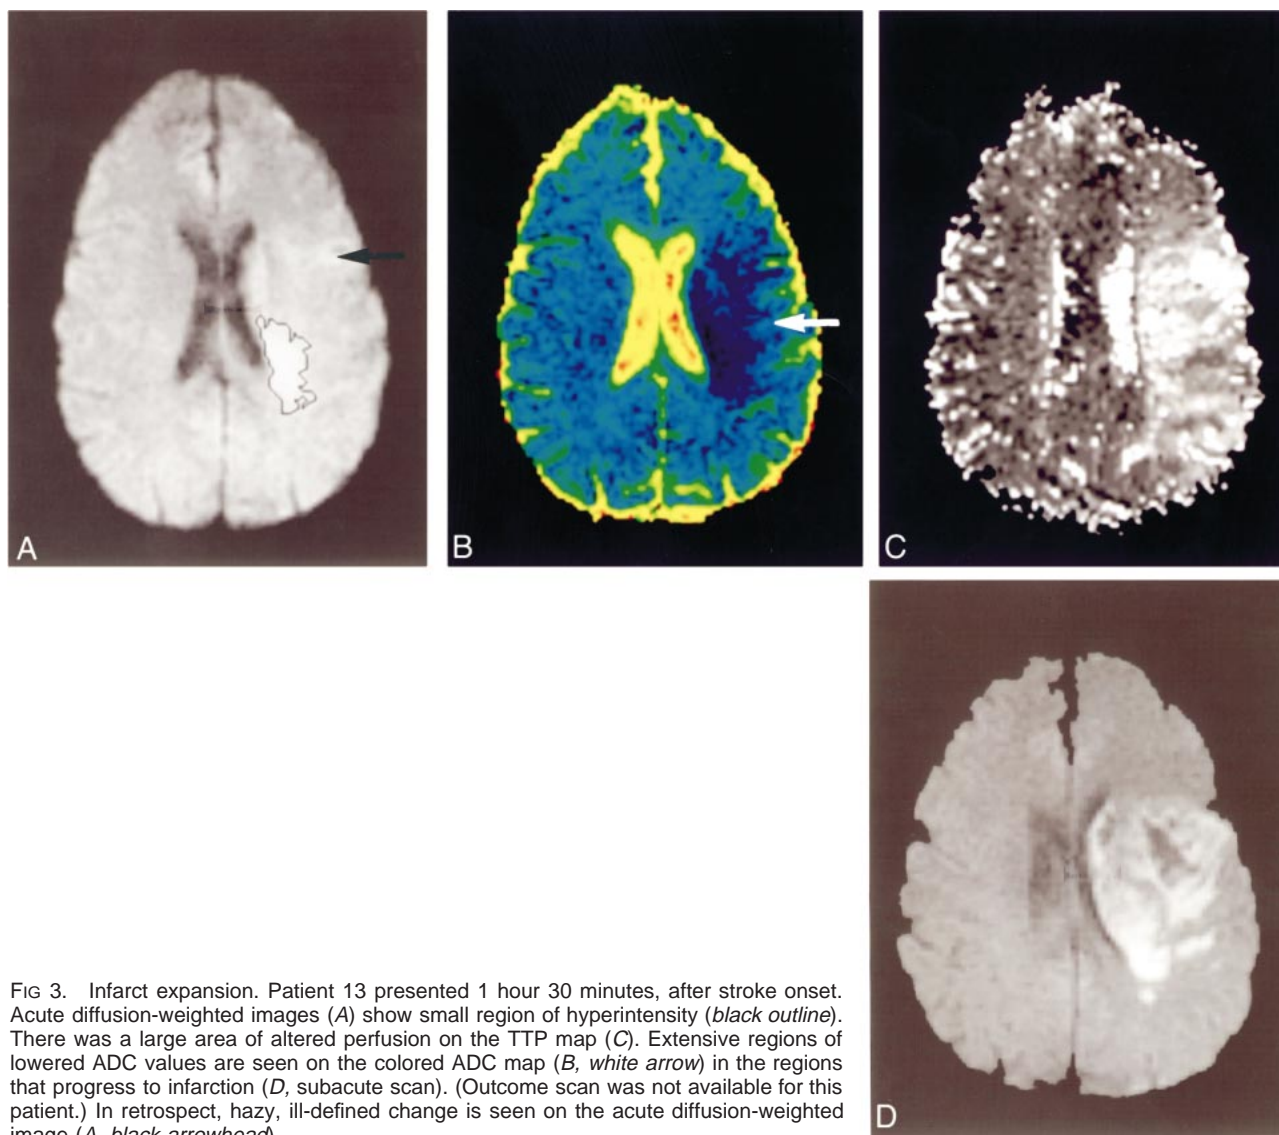 A
B
C
D
FIG 3. Infarct expansion. Patient 13 presented 1 hour 30 minutes, after stroke onset.
Acute diffusion-weighted images (A) show small region of hyperintensity (black outline).
There was a large area of altered perfusion on the TTP map (C). Extensive regions of
lowered ADC values are seen on the colored ADC map (B, white arrow) in the regions
that progress to infarction (D, subacute scan). (Outcome scan was not available for this
patient.) In retrospect, hazy, ill-defined change is seen on the acute diffusion-weighted
image (A, black arrowhead).